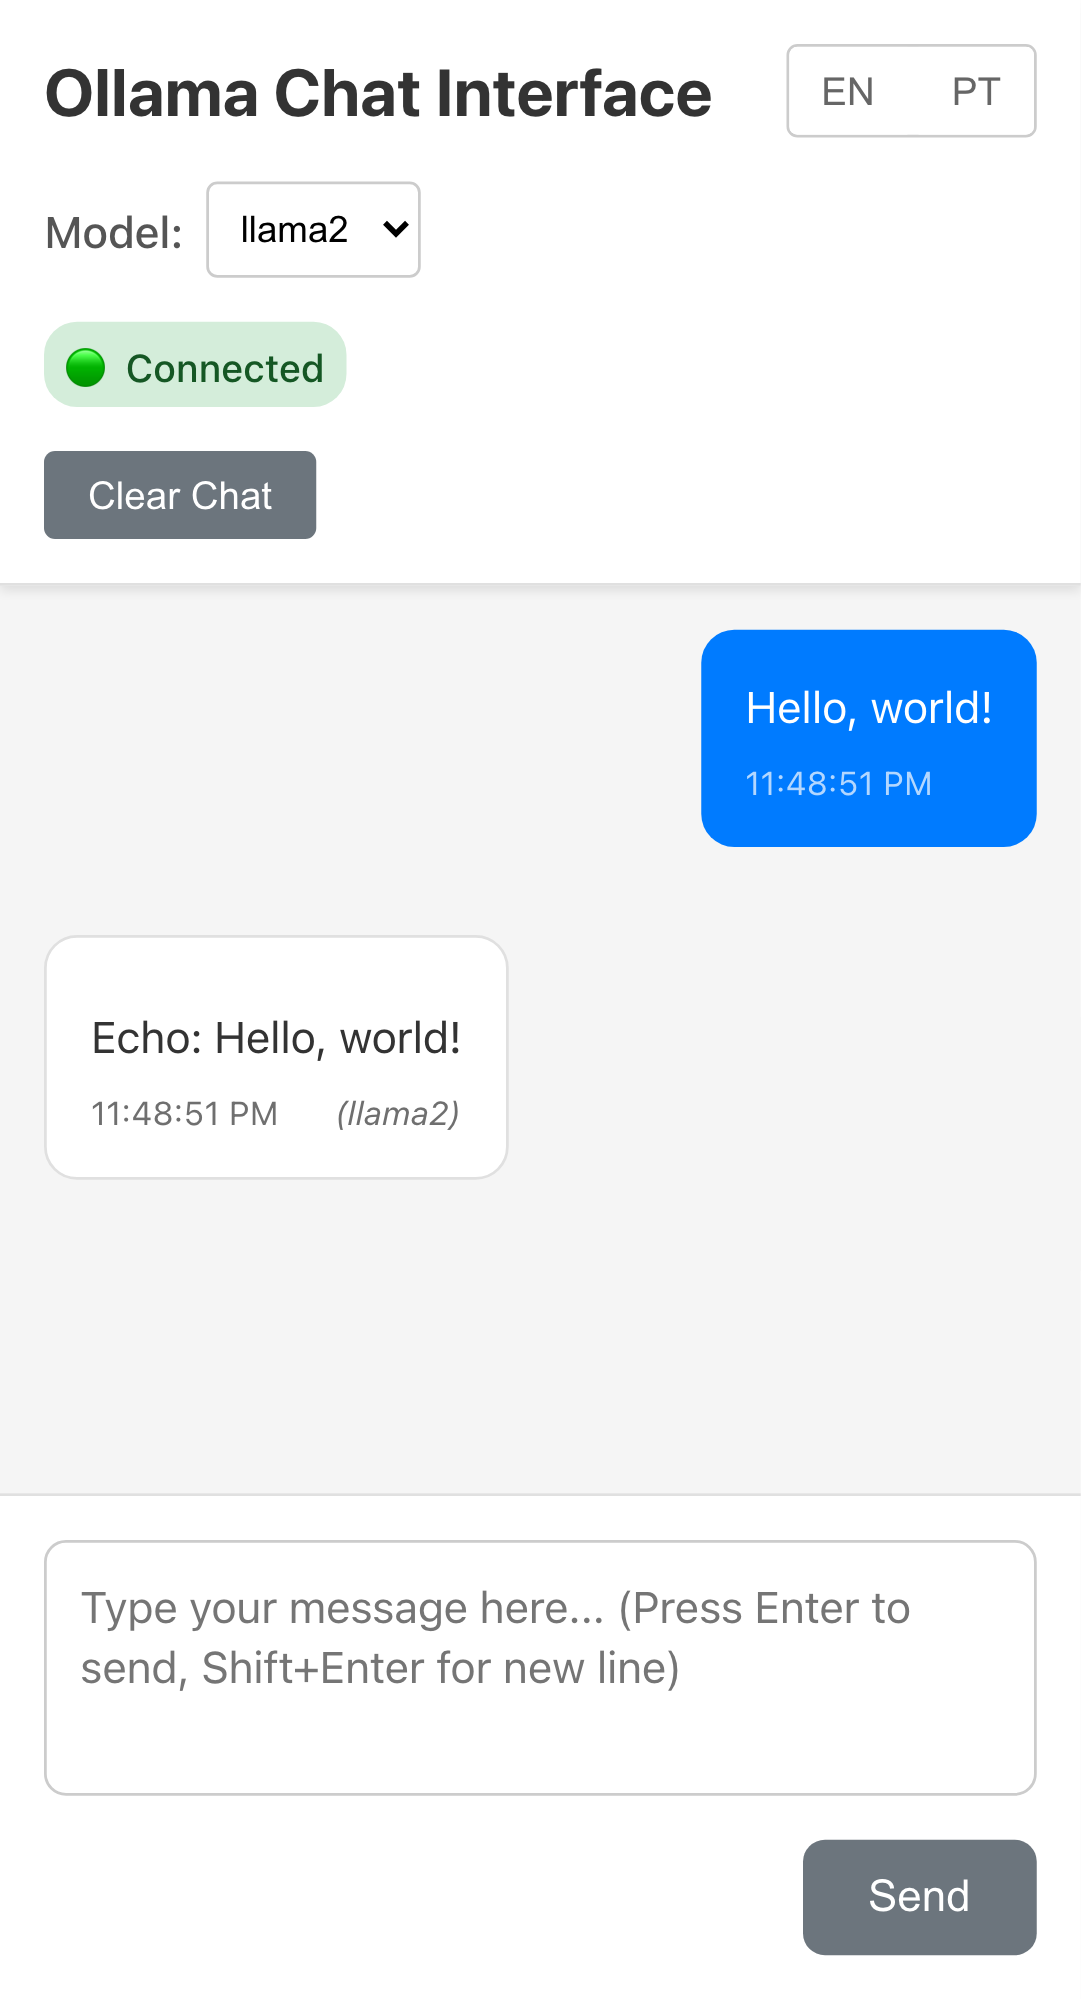 Ollama Chat Interface
EN PT
Model: llama2
Connected
Clear Chat
Hello, world!
11:48:51 PM
Echo: Hello, world!
11:48:51 PM (llama2)
Type your message here... (Press Enter to
send, Shift+Enter for new line)
Send